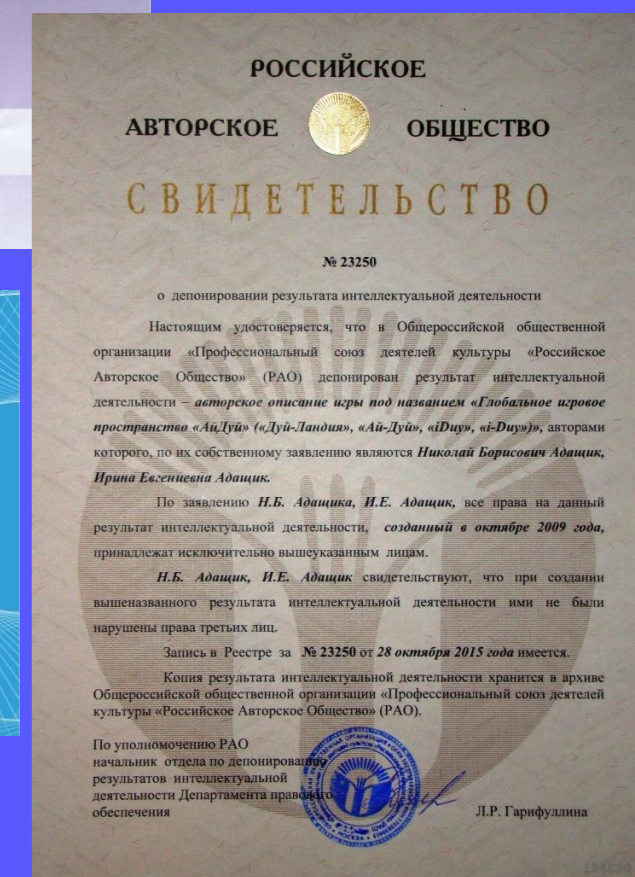 РОССИЙСКОЕ
АВТОРСКОЕ ОБЩЕСТВО
СВИДЕТЕЛЬСТВО
№ 23250
о депонировании результата интеллектуальной деятельности
Настоящим удостоверяется, что в Общероссийской общественной
организации «Профессиональный союз деятелей культуры «Российское
Авторское Общество» (РАО) депонирован результат интеллектуальной
деятельности – авторское описание игры под названием «Глобальное игровое
пространство «АйДуй» («Дуй-Ландия», «Ай-Дуй», «iDuy», «i-Duy»)», авторами
которого, по их собственному заявлению являются Николай Борисович Адащик,
Ирина Евгениевна Адащик.
По заявлению Н.Б. Адащика, И.Е. Адащик, все права на данный
результат интеллектуальной деятельности, созданный в октябре 2009 года,
принадлежат исключительно вышеуказанным лицам.
Н.Б. Адащик, И.Е. Адащик свидетельствуют, что при создании
вышеназванного результата интеллектуальной деятельности ими не были
нарушены права третьих лиц.
Запись в Реестре за № 23250 от 28 октября 2015 года имеется.
Копия результата интеллектуальной деятельности хранится в архиве
Общероссийской общественной организации «Профессиональный союз деятелей
культуры «Российское Авторское Общество» (РАО).
По уполномочению РАО
начальник отдела по депонированию
результатов интеллектуальной
деятельности Департамента правового
обеспечения Л.Р. Гарифуллина